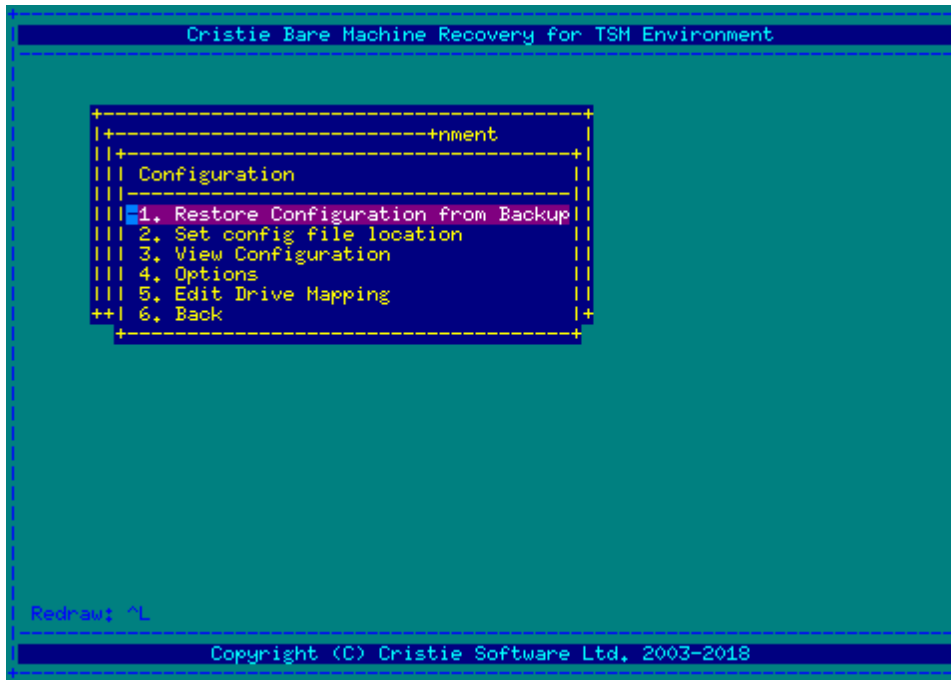 Cristie Bare Machine Recovery for TSM Environment
nment
Configuration
1. Restore Configuration from Backup
2. Set config file location
3. View Configuration
4. Options
5. Edit Drive Mapping
6. Back
Redraw: ^L
Copyright (C) Cristie Software Ltd. 2003-2018